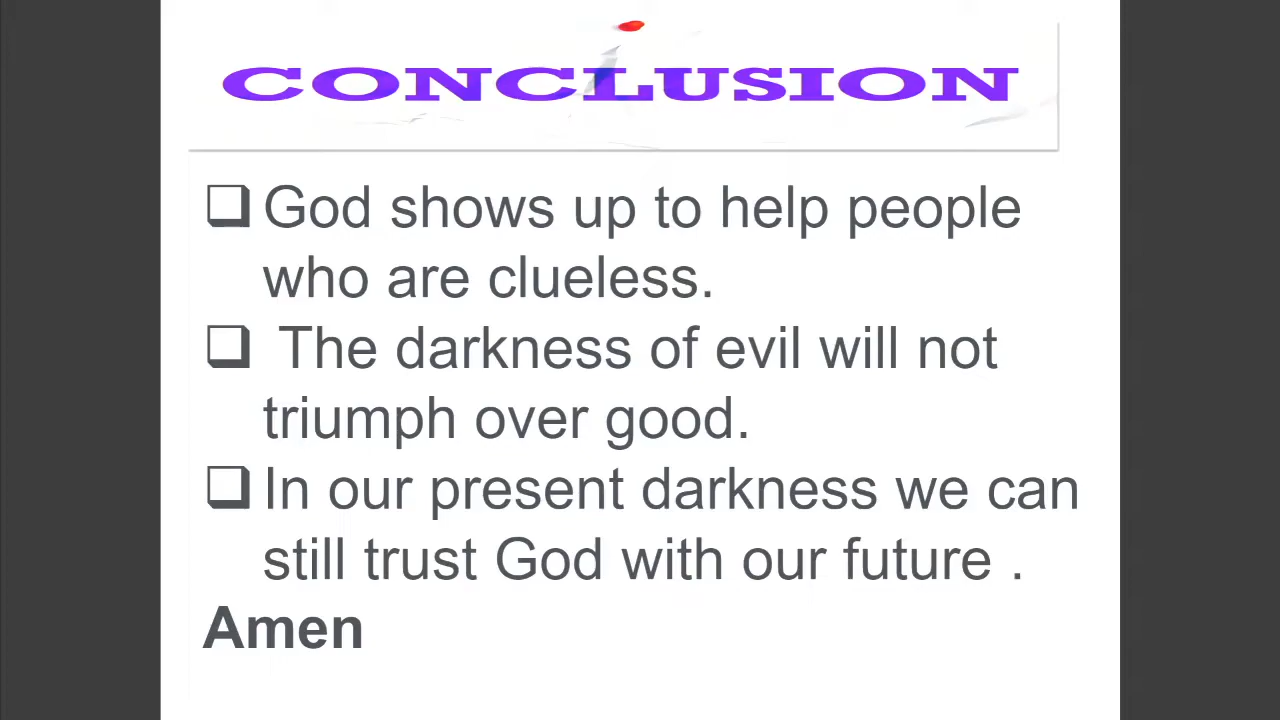 CONCLUSION
❑ God shows up to help people
who are clueless.
❑ The darkness of evil will not
triumph over good.
❑ In our present darkness we can
still trust God with our future .
Amen